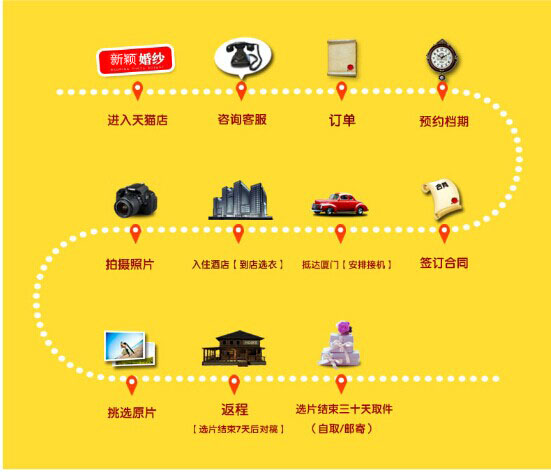 新颖 婚纱
进入天猫店
咨询客服
订单
预约档期
合同
拍摄照片
入住酒店【到店选衣】
抵达厦门【安排接机】
签订合同
挑选原片
返程
【选片结束7天后对稿】
选片结束三十天取件
(自取/邮寄)